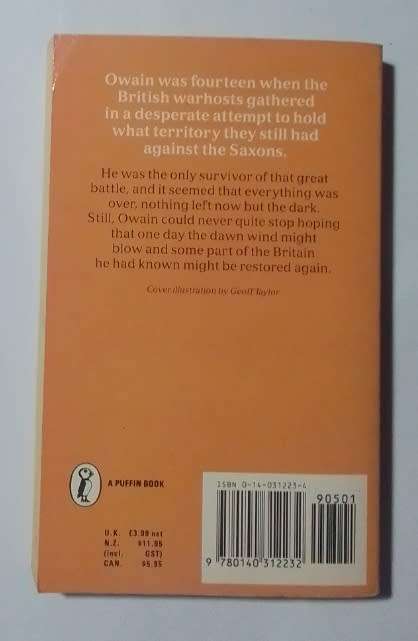 Owain was fourteen when the
British warhosts gathered
in a desperate attempt to hold
what territory they still had
against the Saxons.
He was the only survivor of that great
battle, and it seemed that everything was
over, nothing left now but the dark.
Still, Owain could never quite stop hoping
that one day the dawn wind might
blow and some part of the Britain
he had known might be restored again.
Cover illustration by Geoff Taylor
A PUFFIN BOOK
U.K. £3.99 net
N.Z. $11.95
(incl. GST)
CAN. $5.95
ISBN 0-14-031223-4
90501
9 780140 312232